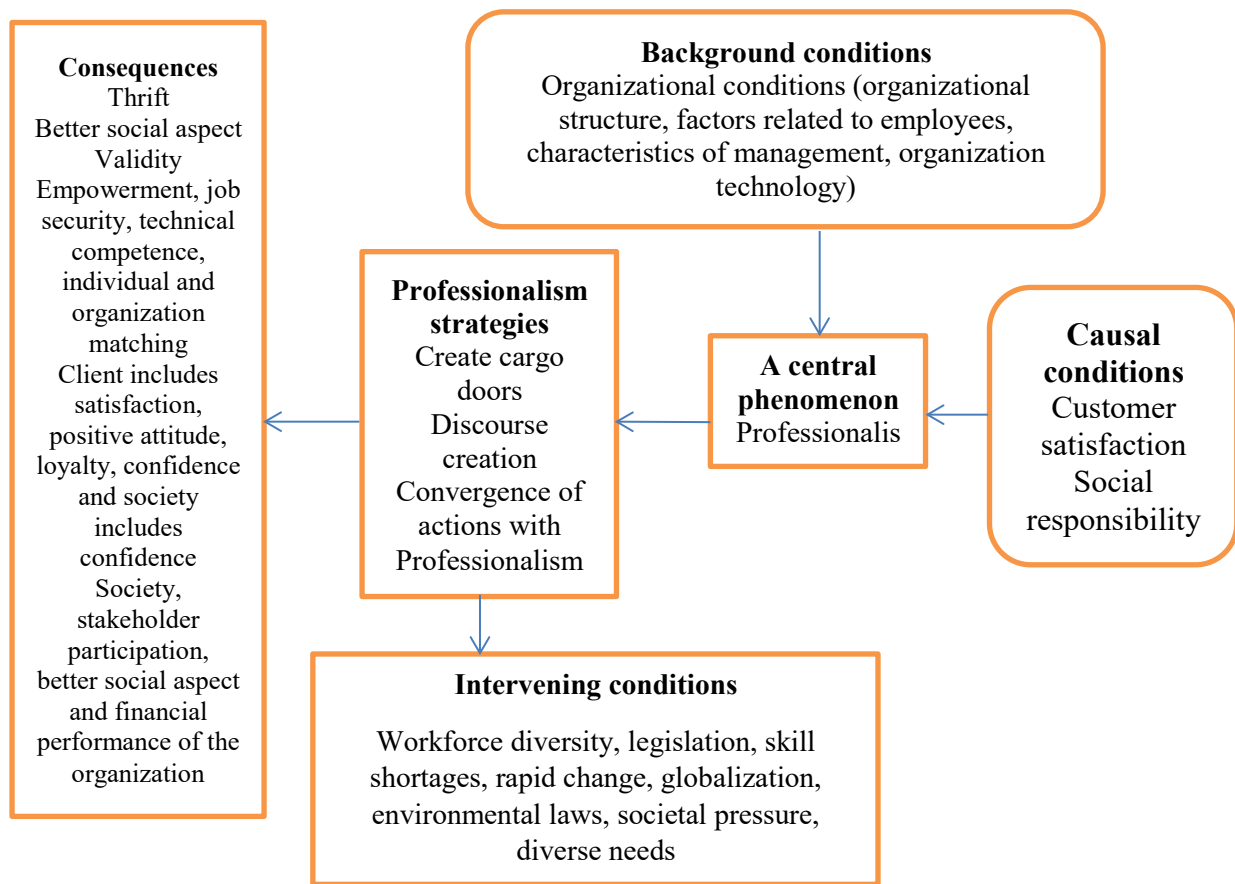 Consequences
Thrift
Better social aspect
Validity
Empowerment, job
security, technical
competence,
individual and
organization
matching
Client includes
satisfaction,
positive attitude,
loyalty, confidence
and society
includes
confidence
Society,
stakeholder
participation,
better social aspect
and financial
performance of the
organization
Background conditions
Organizational conditions (organizational
structure, factors related to employees,
characteristics of management, organization
technology)
Professionalism
strategies
Create cargo
doors
Discourse
creation
Convergence of
actions with
Professionalism
A central
phenomenon
Professionalis
Causal
conditions
Customer
satisfaction
Social
responsibility
Intervening conditions
Workforce diversity, legislation, skill
shortages, rapid change, globalization,
environmental laws, societal pressure,
diverse needs